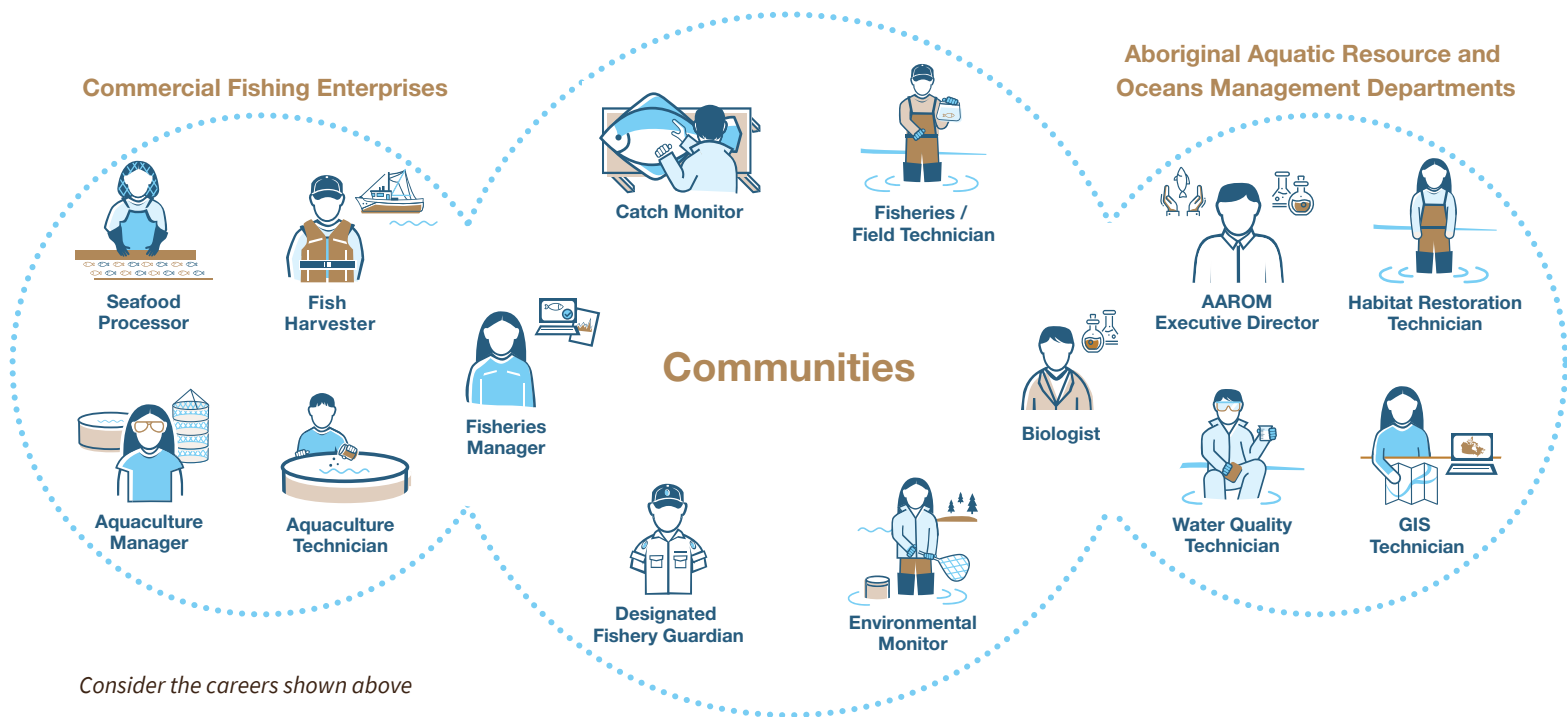 Commercial Fishing Enterprises
Aboriginal Aquatic Resource and
Oceans Management Departments
Catch Monitor
Fisheries /
Field Technician
Seafood
Processor
Fish
Harvester
AAROM
Executive Director
Habitat Restoration
Technician
Communities
Fisheries
Manager
Biologist
Aquaculture
Manager
Aquaculture
Technician
Water Quality
Technician
GIS
Technician
Designated
Fishery Guardian
Environmental
Monitor
Consider the careers shown above